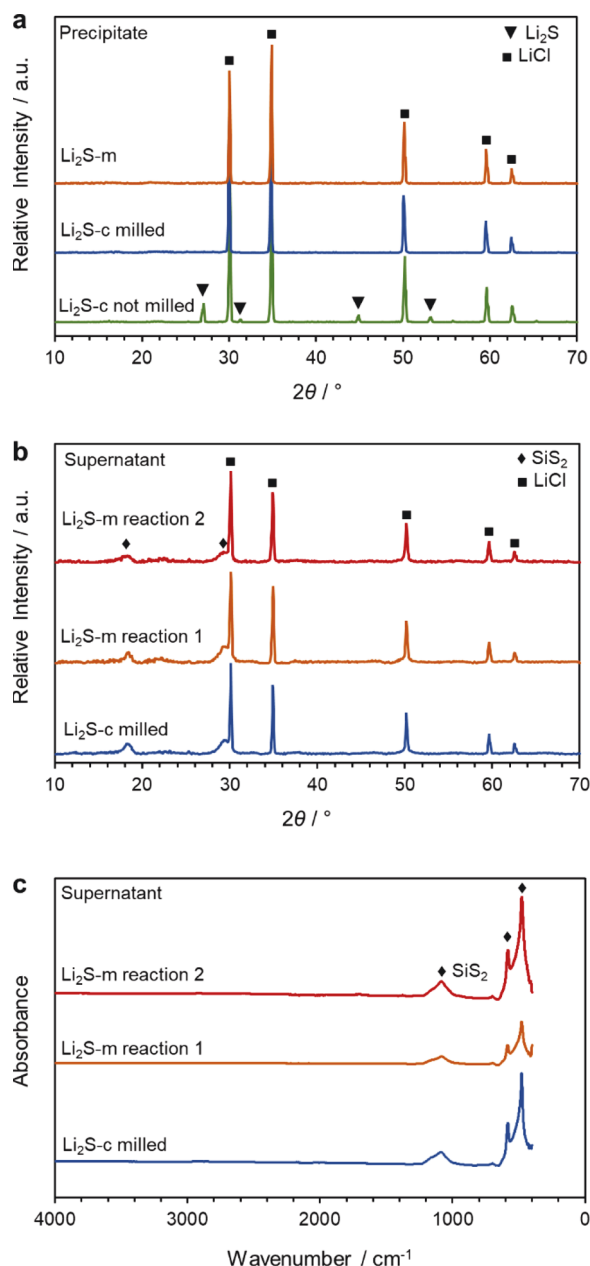 a
Precipitate
▼ Li₂S
■ LiCl
Li₂S-m
Li₂S-c milled
Li₂S-c not milled
Relative Intensity / a.u.
10 20 30 40 50 60 70
2θ / °
b
Supernatant
♦ SiS₂
■ LiCl
Li₂S-m reaction 2
Li₂S-m reaction 1
Li₂S-c milled
Relative Intensity / a.u.
10 20 30 40 50 60 70
2θ / °
c
Supernatant
♦ SiS₂
Li₂S-m reaction 2
Li₂S-m reaction 1
Li₂S-c milled
Absorbance
4000 3000 2000 1000 0
Wavenumber / cm⁻¹